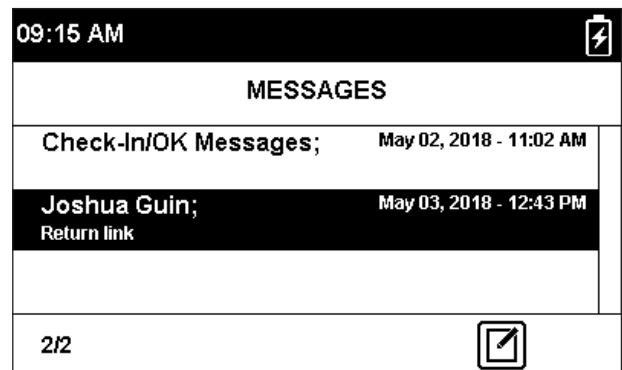 09:15 AM
MESSAGES
Check-In/OK Messages; May 02, 2018 - 11:02 AM
Joshua Guin; May 03, 2018 - 12:43 PM
Return link
2/2